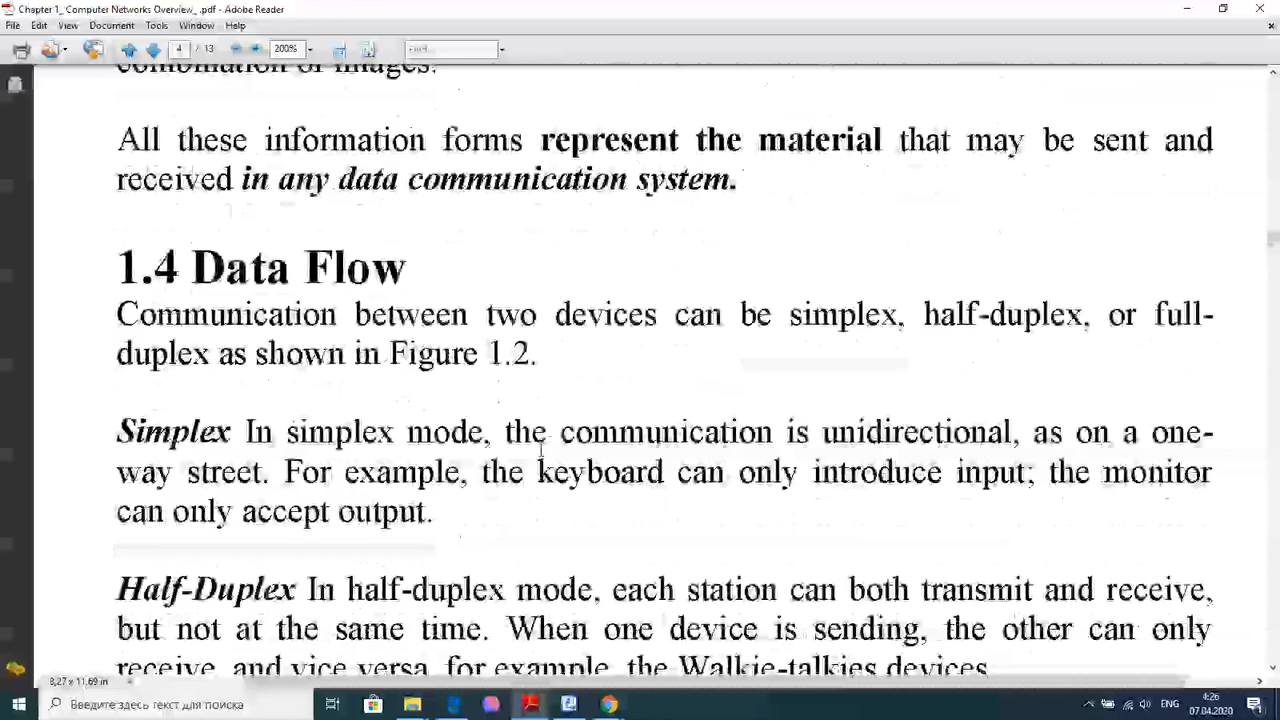 Chapter 1_ Computer Networks Overview_ .pdf - Adobe Reader
File Edit View Document Tools Window Help
4 / 13 200% Find
combination of images.
All these information forms represent the material that may be sent and
received in any data communication system.
1.4 Data Flow
Communication between two devices can be simplex, half-duplex, or full-
duplex as shown in Figure 1.2.
Simplex In simplex mode, the communication is unidirectional, as on a one-
way street. For example, the keyboard can only introduce input; the monitor
can only accept output.
Half-Duplex In half-duplex mode, each station can both transmit and receive,
but not at the same time. When one device is sending, the other can only
receive, and vice versa, for example, the Walkie-talkies devices
8,27 x 11,69 in
Введите здесь текст для поиска
ENG
4:26
07.04.2020